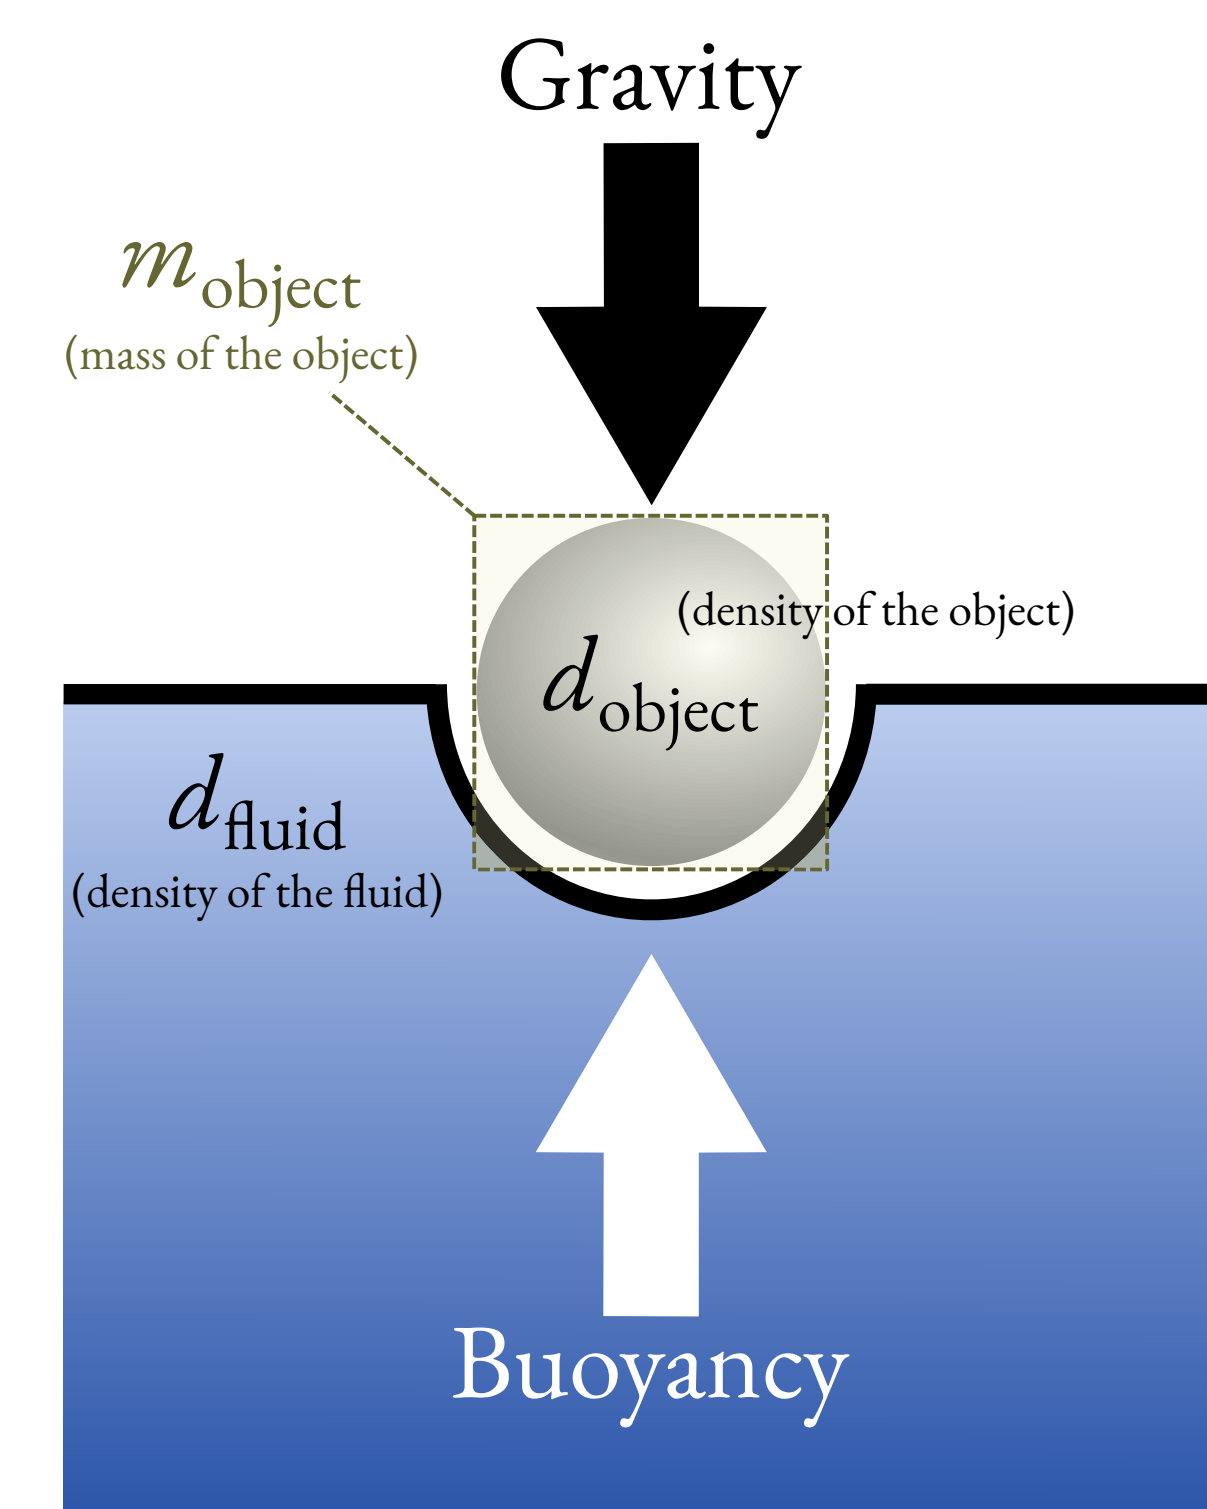 Gravity
m object
(mass of the object)
(density of the object)
d object
d fluid
(density of the fluid)
Buoyancy